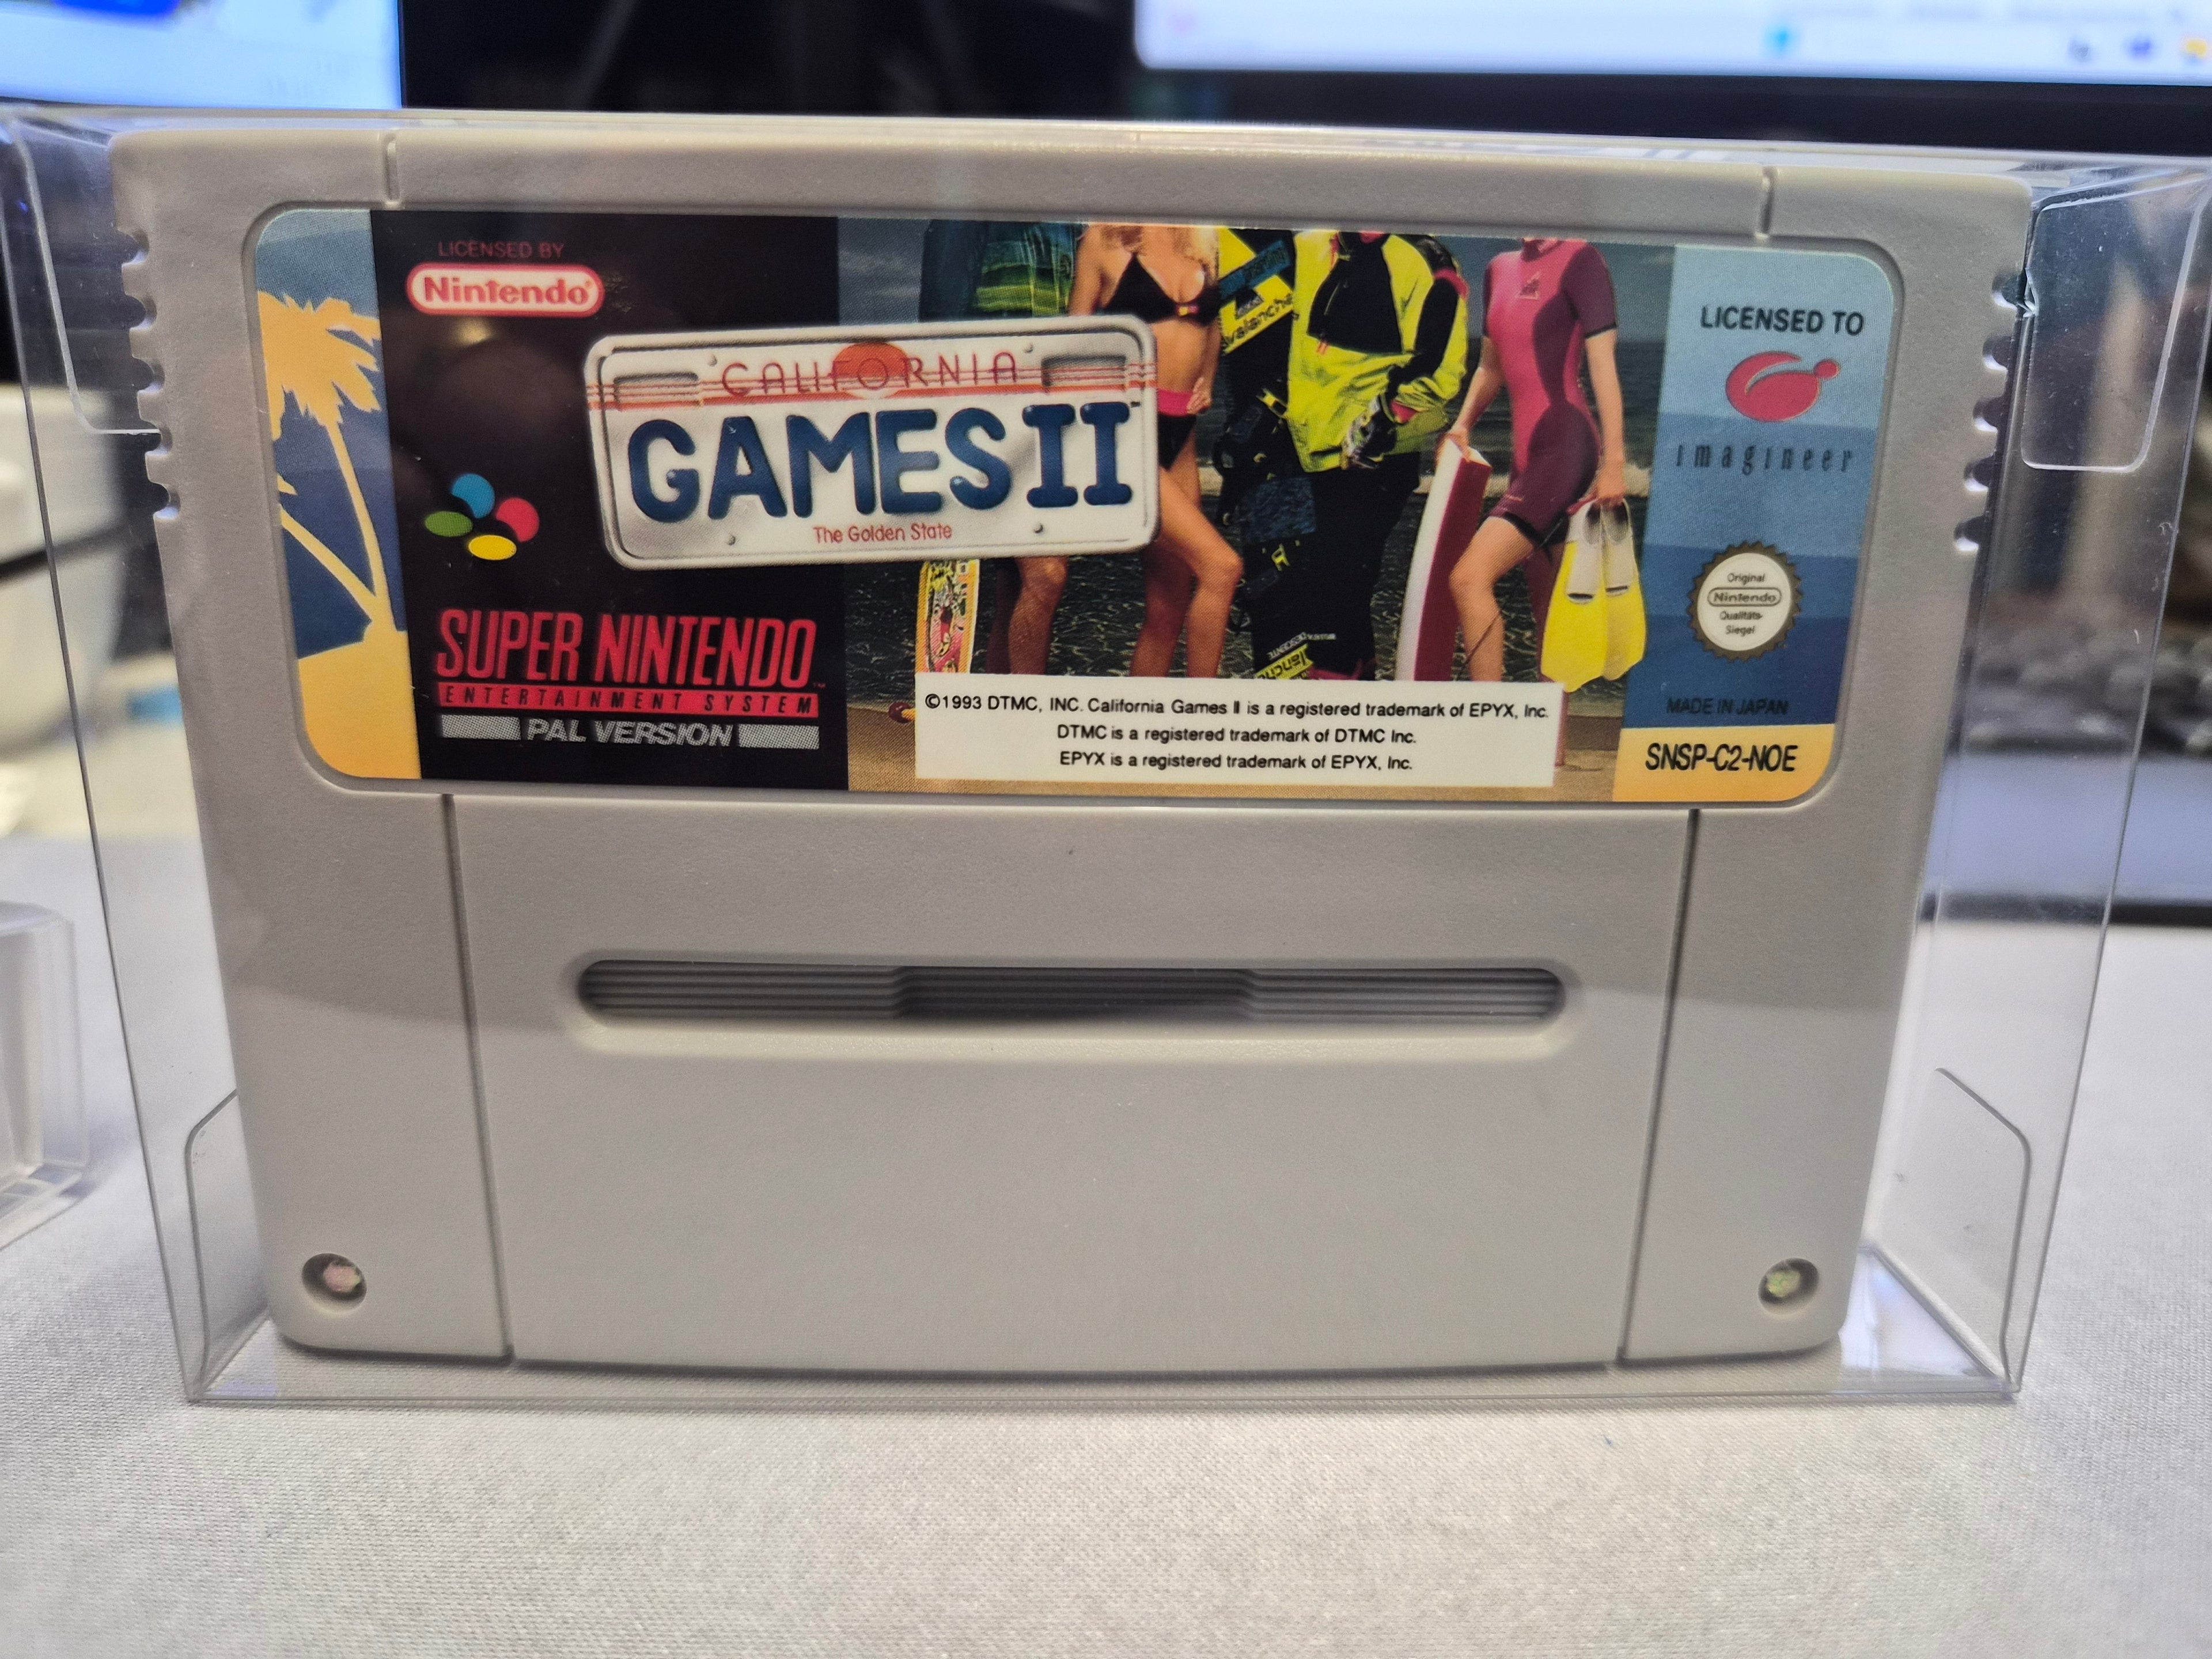 LICENSED BY
Nintendo
CALIFORNIA
GAMES II
The Golden State
SUPER NINTENDO
ENTERTAINMENT SYSTEM
PAL VERSION
avalanche
©1993 DTMC, INC. California Games II is a registered trademark of EPYX, Inc.
DTMC is a registered trademark of DTMC Inc.
EPYX is a registered trademark of EPYX, Inc.
LICENSED TO
imagineer
Original
Nintendo
Qualitäts-
Siegel
MADE IN JAPAN
SNSP-C2-NOE